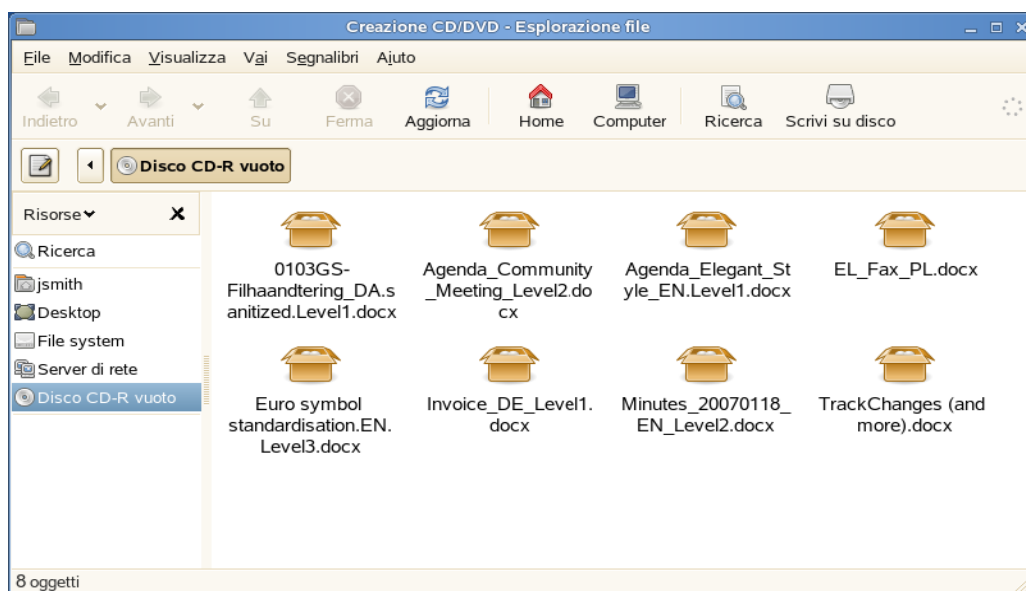 Creazione CD/DVD - Esplorazione file
File Modifica Visualizza Vai Segnalibri Aiuto
Indietro Avanti Su Ferma Aggiorna Home Computer Ricerca Scrivi su disco
Disco CD-R vuoto
Risorse
Ricerca
jsmith
Desktop
File system
Server di rete
Disco CD-R vuoto
0103GS-
Filhaandtering_DA.s
anitized.Level1.docx
Agenda_Community
_Meeting_Level2.do
cx
Agenda_Elegant_St
yle_EN.Level1.docx
EL_Fax_PL.docx
Euro symbol
standardisation.EN.
Level3.docx
Invoice_DE_Level1.
docx
Minutes_20070118_
EN_Level2.docx
TrackChanges (and
more).docx
8 oggetti